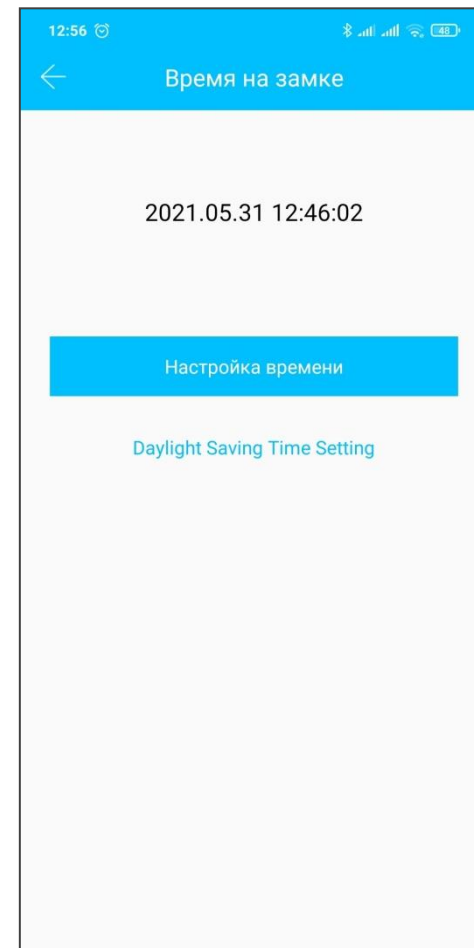 12:56
48
Время на замке
2021.05.31 12:46:02
Настройка времени
Daylight Saving Time Setting